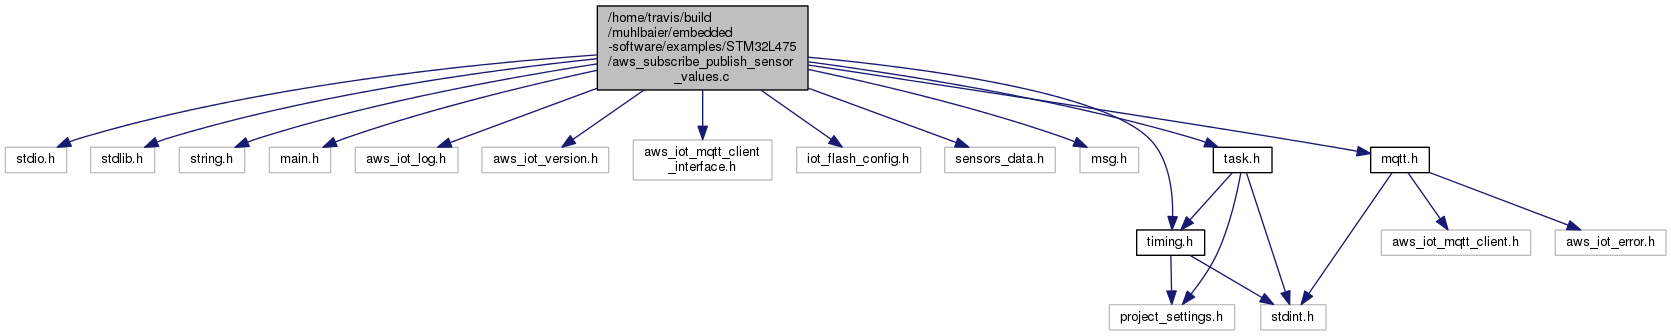 /home/travis/build
/muhlbaier/embedded
-software/examples/STM32L475
/aws_subscribe_publish_sensor
_values.c
stdio.h
stdlib.h
string.h
main.h
aws_iot_log.h
aws_iot_version.h
aws_iot_mqtt_client
_interface.h
iot_flash_config.h
sensors_data.h
msg.h
task.h
mqtt.h
timing.h
aws_iot_mqtt_client.h
aws_iot_error.h
project_settings.h
stdint.h